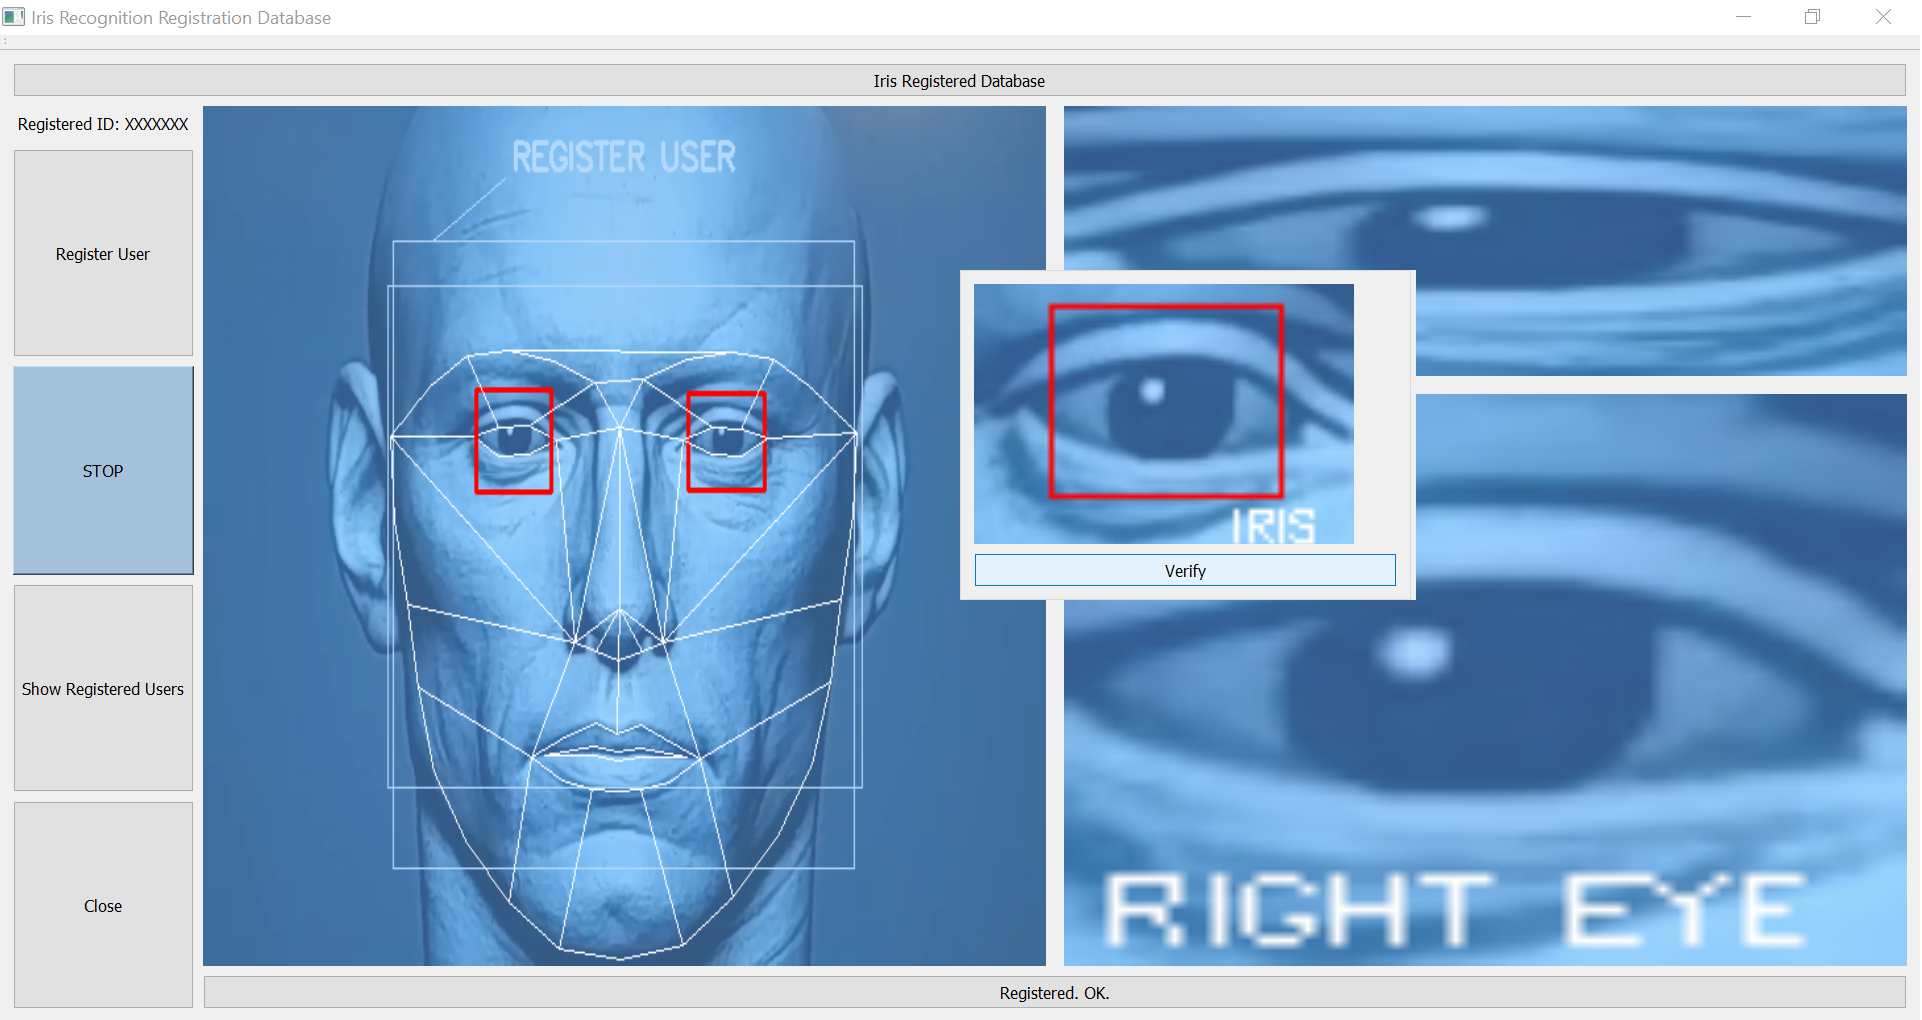 Iris Recognition Registration Database
Iris Registered Database
Registered ID: XXXXXXX
Register User
STOP
Show Registered Users
Close
REGISTER USER
IRIS
Verify
RIGHT EYE
Registered. OK.